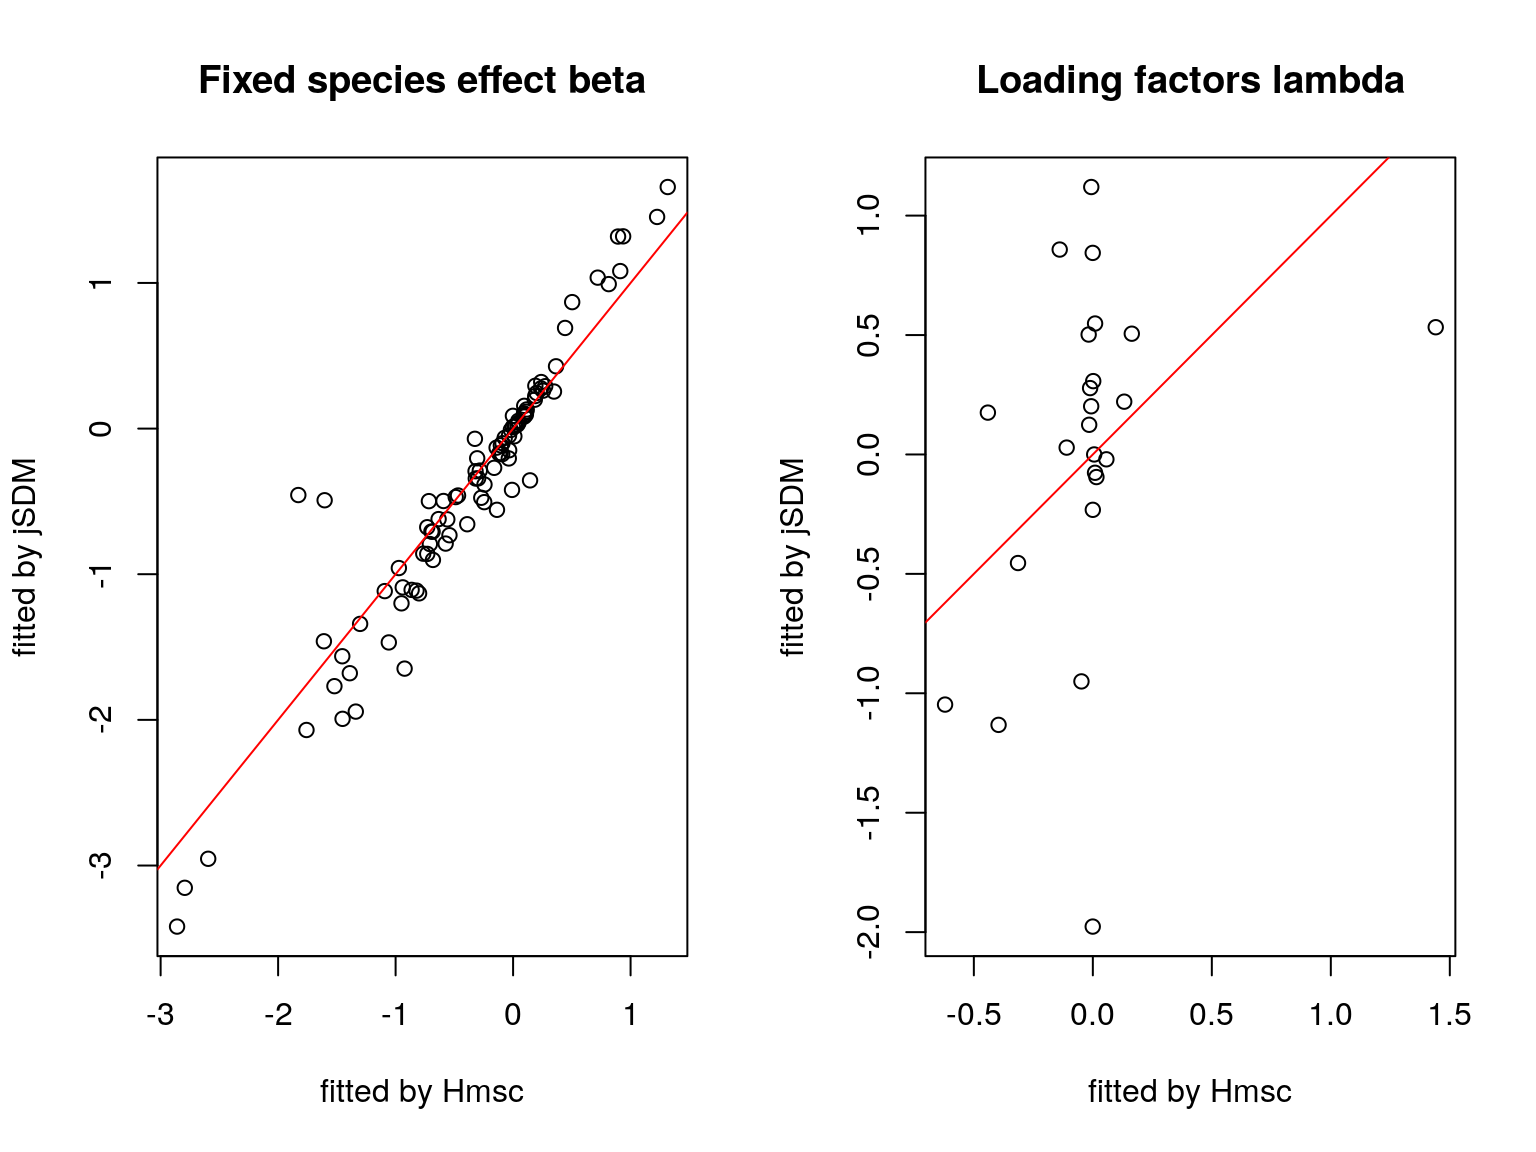 Fixed species effect beta
fitted by jSDM
1
0
-1
-2
-3
-3 -2 -1 0 1
fitted by Hmsc
Loading factors lambda
fitted by jSDM
1.0
0.5
0.0
-0.5
-1.0
-1.5
-2.0
-0.5 0.0 0.5 1.0 1.5
fitted by Hmsc